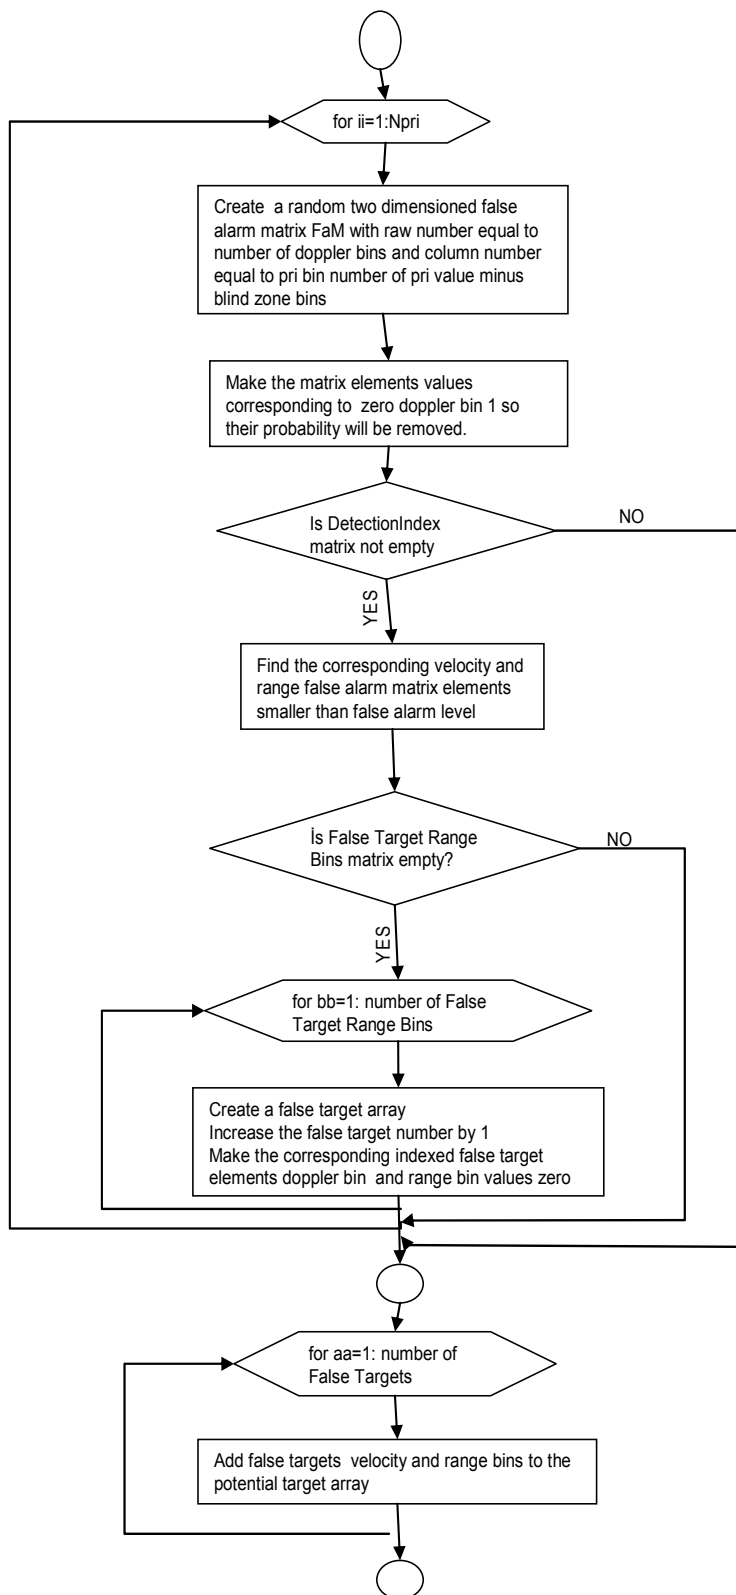 for ii=1:Npri
Create  a random two dimensioned false
alarm matrix FaM with raw number equal to
number of doppler bins and column number
equal to pri bin number of pri value minus
blind zone bins
Make the matrix elements values
corresponding to  zero doppler bin 1 so
their probability will be removed.
Is DetectionIndex
matrix not empty
NO
YES
Find the corresponding velocity and
range false alarm matrix elements
smaller than false alarm level
İs False Target Range
Bins matrix empty?
NO
YES
for bb=1: number of False
Target Range Bins
Create a false target array
Increase the false target number by 1
Make the corresponding indexed false target
elements doppler bin  and range bin values zero
for aa=1: number of
False Targets
Add false targets  velocity and range bins to the
potential target array